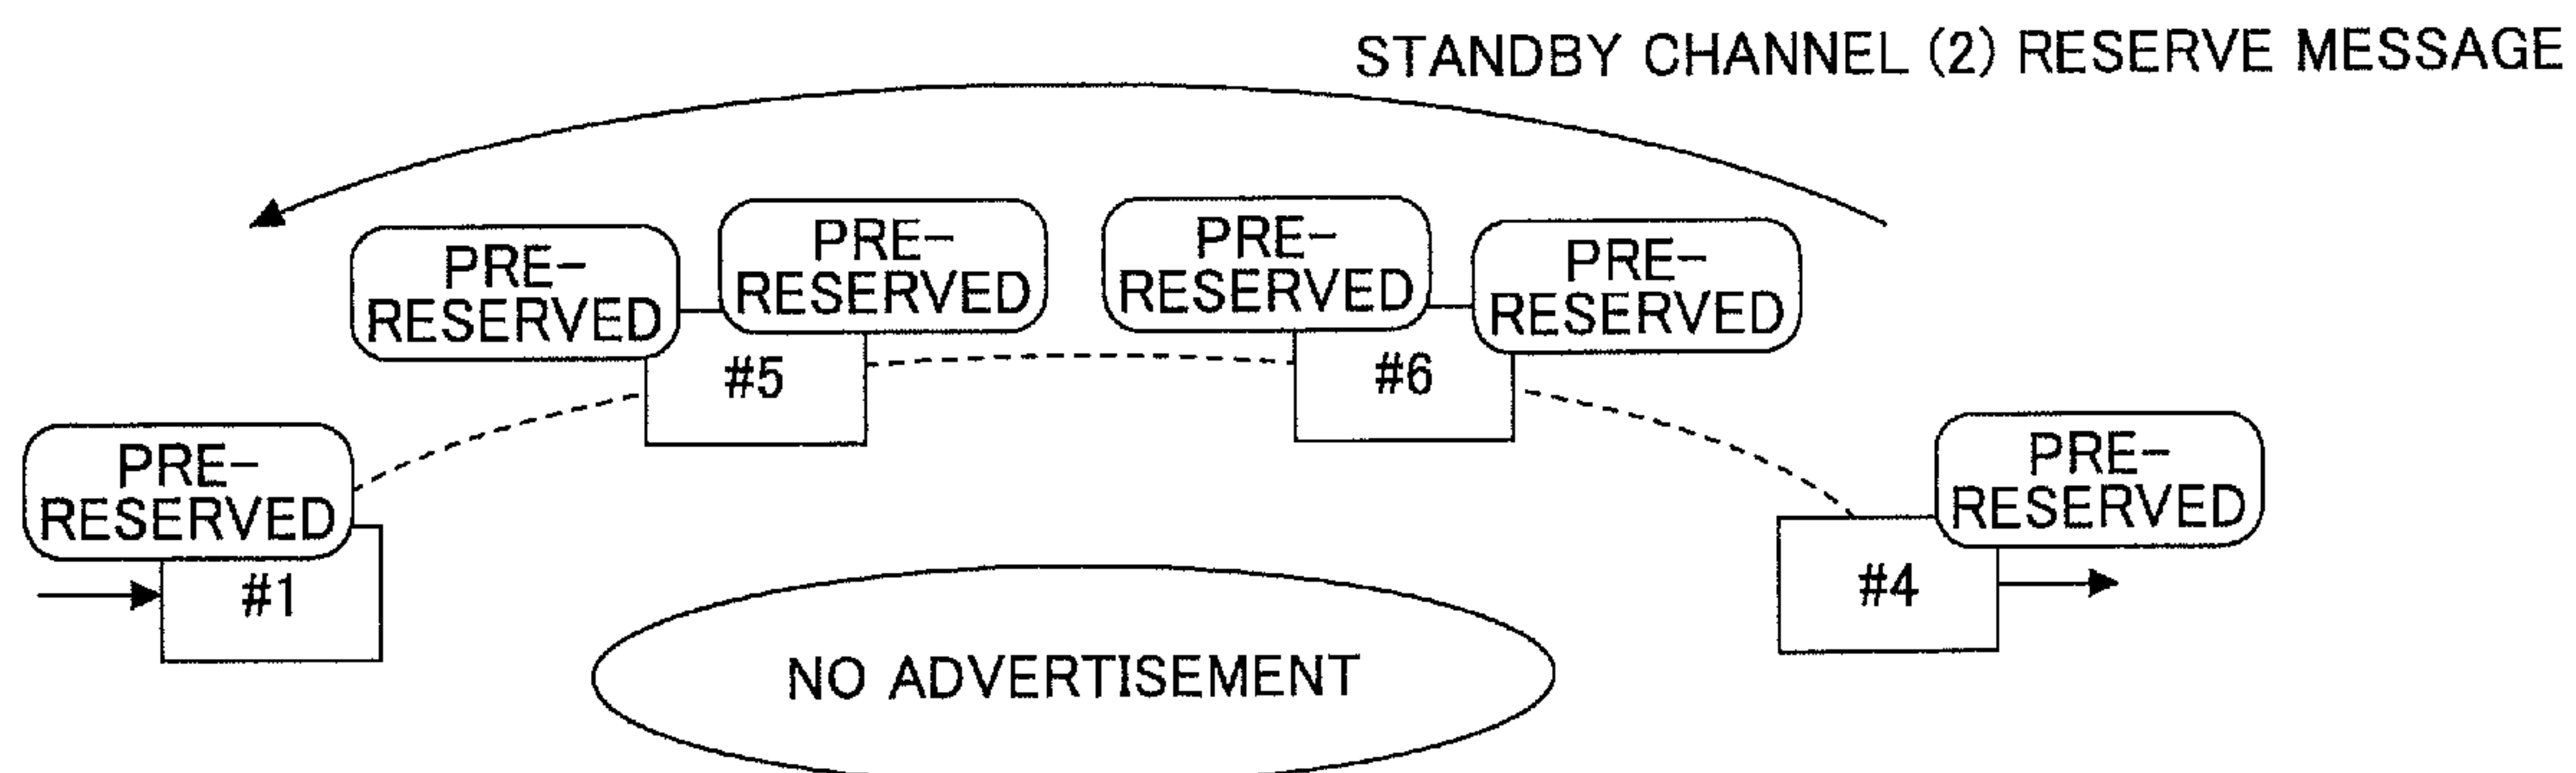 STANDBY CHANNEL (2) RESERVE MESSAGE
PRE-
RESERVED
PRE-
RESERVED
PRE-
RESERVED
PRE-
RESERVED
#5
#6
PRE-
RESERVED
PRE-
RESERVED
#1
#4
NO ADVERTISEMENT